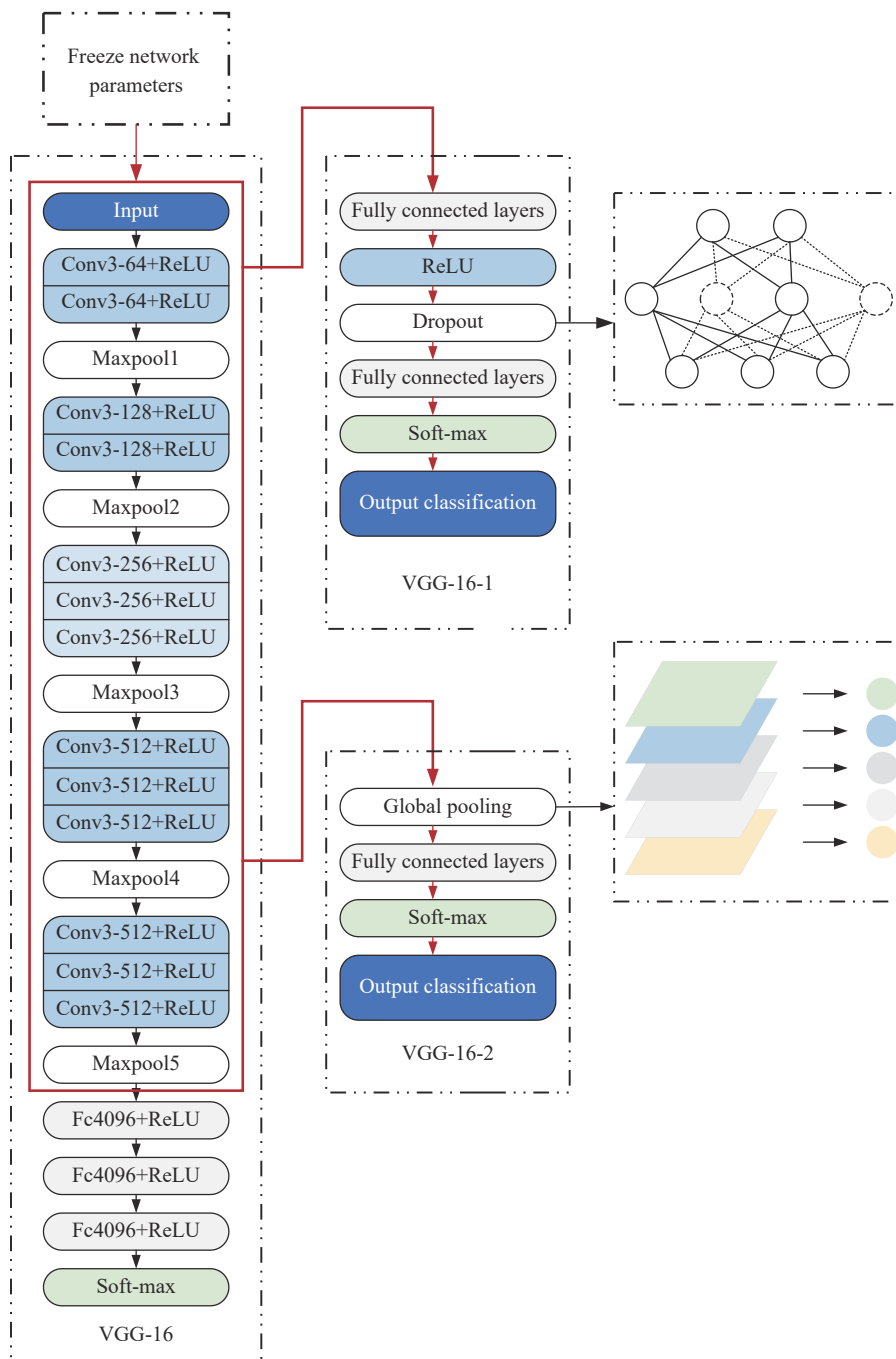 Freeze network
parameters
Input
Conv3-64+ReLU
Conv3-64+ReLU
Maxpool1
Conv3-128+ReLU
Conv3-128+ReLU
Maxpool2
Conv3-256+ReLU
Conv3-256+ReLU
Conv3-256+ReLU
Maxpool3
Conv3-512+ReLU
Conv3-512+ReLU
Conv3-512+ReLU
Maxpool4
Conv3-512+ReLU
Conv3-512+ReLU
Conv3-512+ReLU
Maxpool5
Fc4096+ReLU
Fc4096+ReLU
Fc4096+ReLU
Soft-max
VGG-16
Fully connected layers
ReLU
Dropout
Fully connected layers
Soft-max
Output classification
VGG-16-1
Global pooling
Fully connected layers
Soft-max
Output classification
VGG-16-2